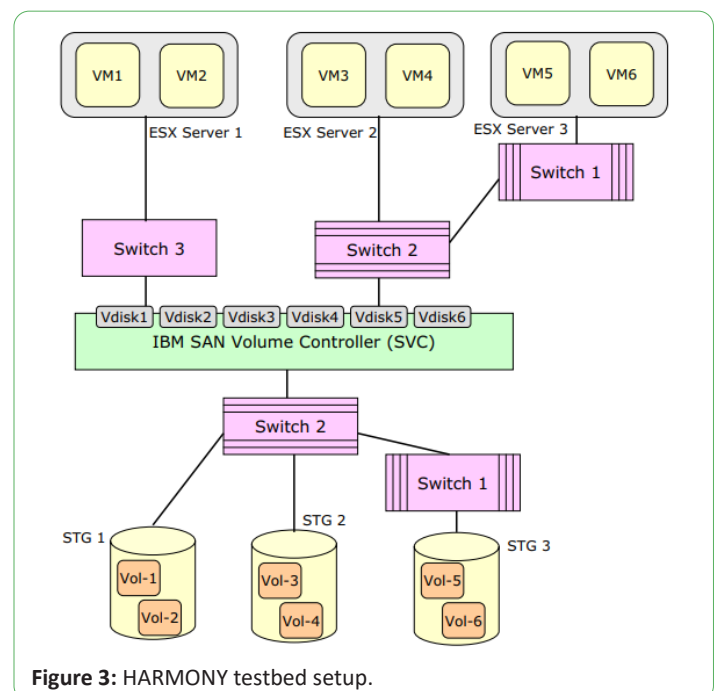 VM1 VM2 VM3 VM4 VM5 VM6
ESX Server 1 ESX Server 2 ESX Server 3
Switch 1
Switch 3 Switch 2
Vdisk1 Vdisk2 Vdisk3 Vdisk4 Vdisk5 Vdisk6
IBM SAN Volume Controller (SVC)
Switch 2
Switch 1
STG 1 STG 2 STG 3
Vol-1 Vol-3 Vol-5
Vol-2 Vol-4 Vol-6
Figure 3: HARMONY testbed setup.